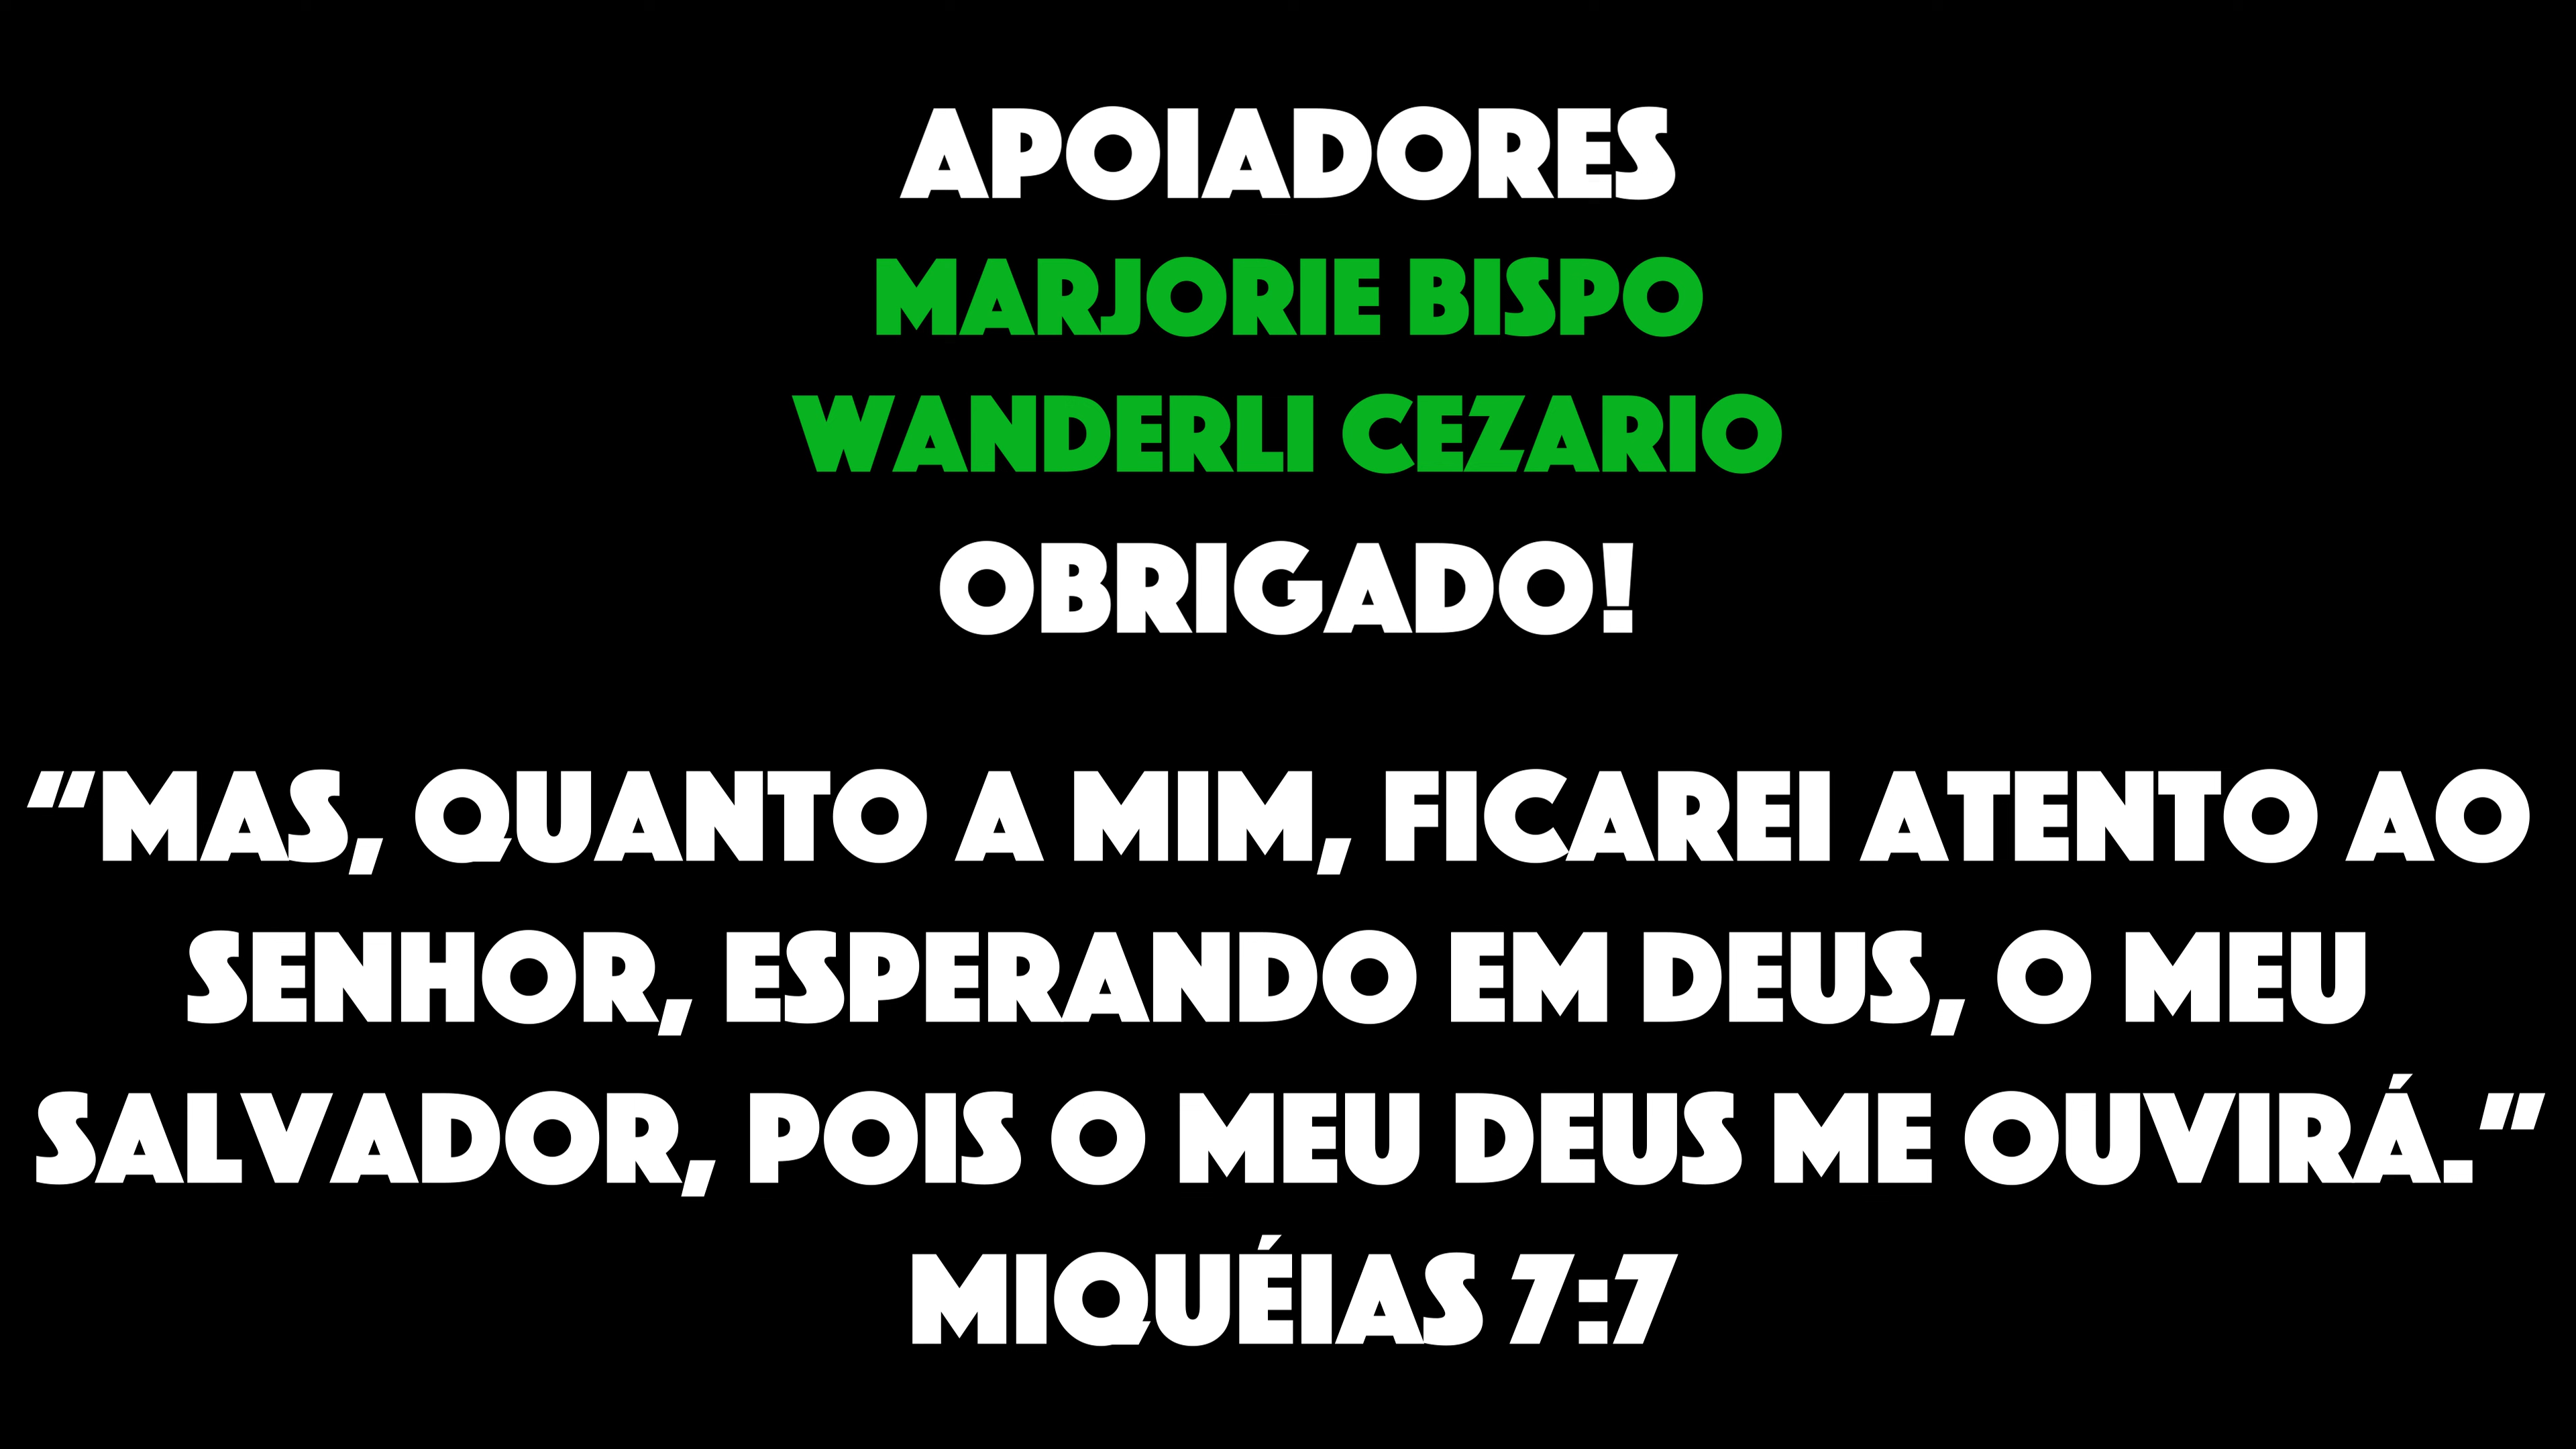 APOIADORES
MARJORIE BISPO
WANDERLI CEZARIO
OBRIGADO!
“MAS, QUANTO A MIM, FICAREI ATENTO AO
SENHOR, ESPERANDO EM DEUS, O MEU
SALVADOR, POIS O MEU DEUS ME OUVIRÁ.“
MIQUÉIAS 7:7